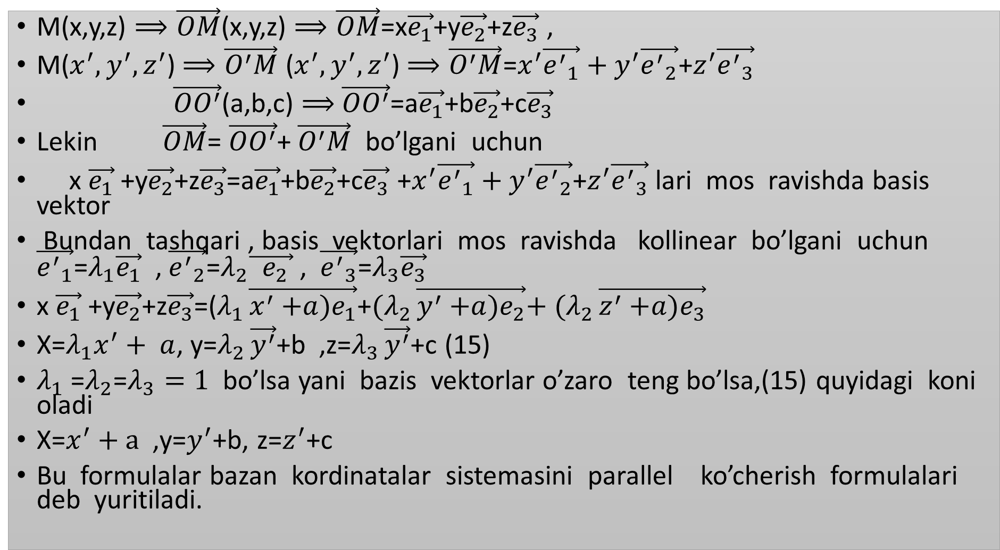 • M(x,y,z) ⟹ $\overrightarrow{OM}$(x,y,z) ⟹ $\overrightarrow{OM}$=x$\overrightarrow{e_1}$+y$\overrightarrow{e_2}$+z$\overrightarrow{e_3}$ ,
• M($x', y', z'$) ⟹ $\overrightarrow{O'M}$ ($x', y', z'$) ⟹ $\overrightarrow{O'M}$=$x'\overrightarrow{e'_1} + y'\overrightarrow{e'_2}$+$z'\overrightarrow{e'_3}$
• $\overrightarrow{OO'}$(a,b,c) ⟹ $\overrightarrow{OO'}$=a$\overrightarrow{e_1}$+b$\overrightarrow{e_2}$+c$\overrightarrow{e_3}$
• Lekin $\overrightarrow{OM}$= $\overrightarrow{OO'}$+ $\overrightarrow{O'M}$ bo’lgani uchun
• x $\overrightarrow{e_1}$ +y$\overrightarrow{e_2}$+z$\overrightarrow{e_3}$=a$\overrightarrow{e_1}$+b$\overrightarrow{e_2}$+c$\overrightarrow{e_3}$ +$x'\overrightarrow{e'_1} + y'\overrightarrow{e'_2}$+$z'\overrightarrow{e'_3}$ lari mos ravishda basis
vektor
• Bundan tashqari , basis vektorlari mos ravishda kollinear bo’lgani uchun
$\overrightarrow{e'_1}$=$\lambda_1\overrightarrow{e_1}$ , $\overrightarrow{e'_2}$=$\lambda_2\overrightarrow{e_2}$ , $\overrightarrow{e'_3}$=$\lambda_3\overrightarrow{e_3}$
• x $\overrightarrow{e_1}$ +y$\overrightarrow{e_2}$+z$\overrightarrow{e_3}$=($\lambda_1\overrightarrow{x' +a)e_1}$+($\lambda_2\overrightarrow{y' +a)e_2}$+ ($\lambda_2\overrightarrow{z' +a)e_3}$
• X=$\lambda_1 x' + a$, y=$\lambda_2\overrightarrow{y'}$+b ,z=$\lambda_3\overrightarrow{y'}$+c (15)
• $\lambda_1$ =$\lambda_2$=$\lambda_3 = 1$ bo’lsa yani bazis vektorlar o’zaro teng bo’lsa,(15) quyidagi koni
oladi
• X=$x' +$ a ,y=$y'$+b, z=$z'$+c
• Bu formulalar bazan kordinatalar sistemasini parallel ko’cherish formulalari
deb yuritiladi.